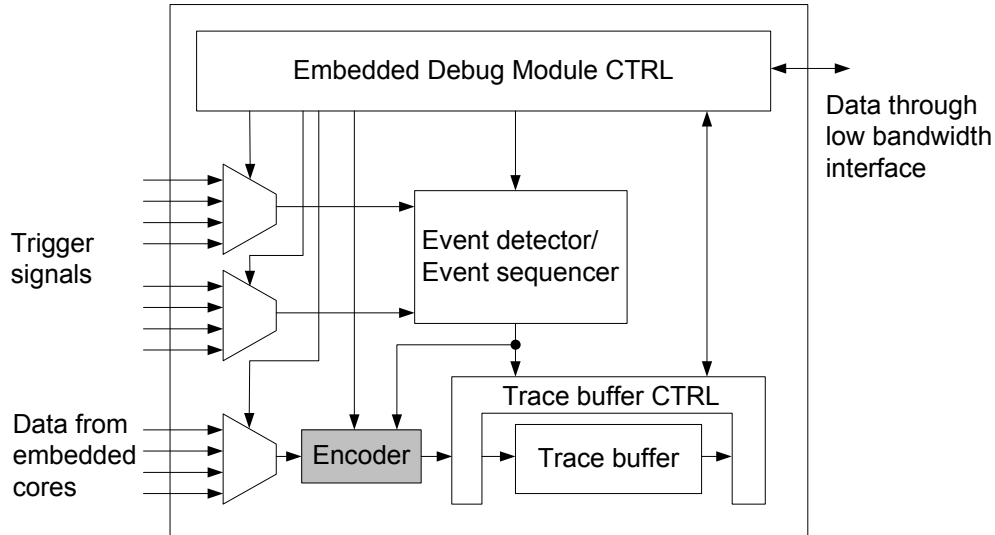 Embedded Debug Module CTRL
Data through
low bandwidth
interface
Trigger
signals
Event detector/
Event sequencer
Trace buffer CTRL
Data from
embedded
cores
Encoder
Trace buffer